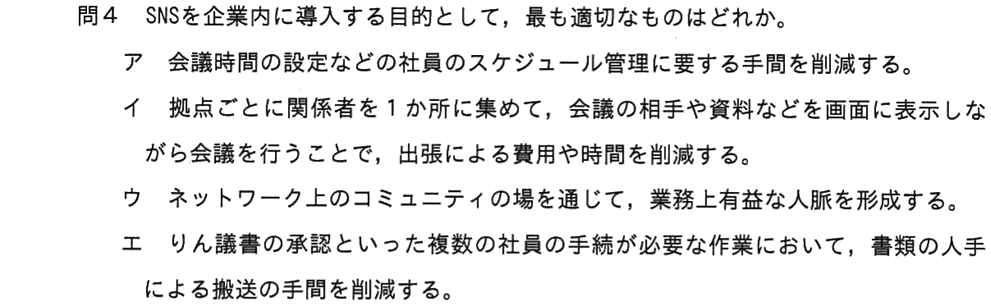 問４　SNSを企業内に導入する目的として，最も適切なものはどれか。
ア　会議時間の設定などの社員のスケジュール管理に要する手間を削減する。
イ　拠点ごとに関係者を１か所に集めて，会議の相手や資料などを画面に表示しな
がら会議を行うことで，出張による費用や時間を削減する。
ウ　ネットワーク上のコミュニティの場を通じて，業務上有益な人脈を形成する。
エ　りん議書の承認といった複数の社員の手続が必要な作業において，書類の人手
による搬送の手間を削減する。